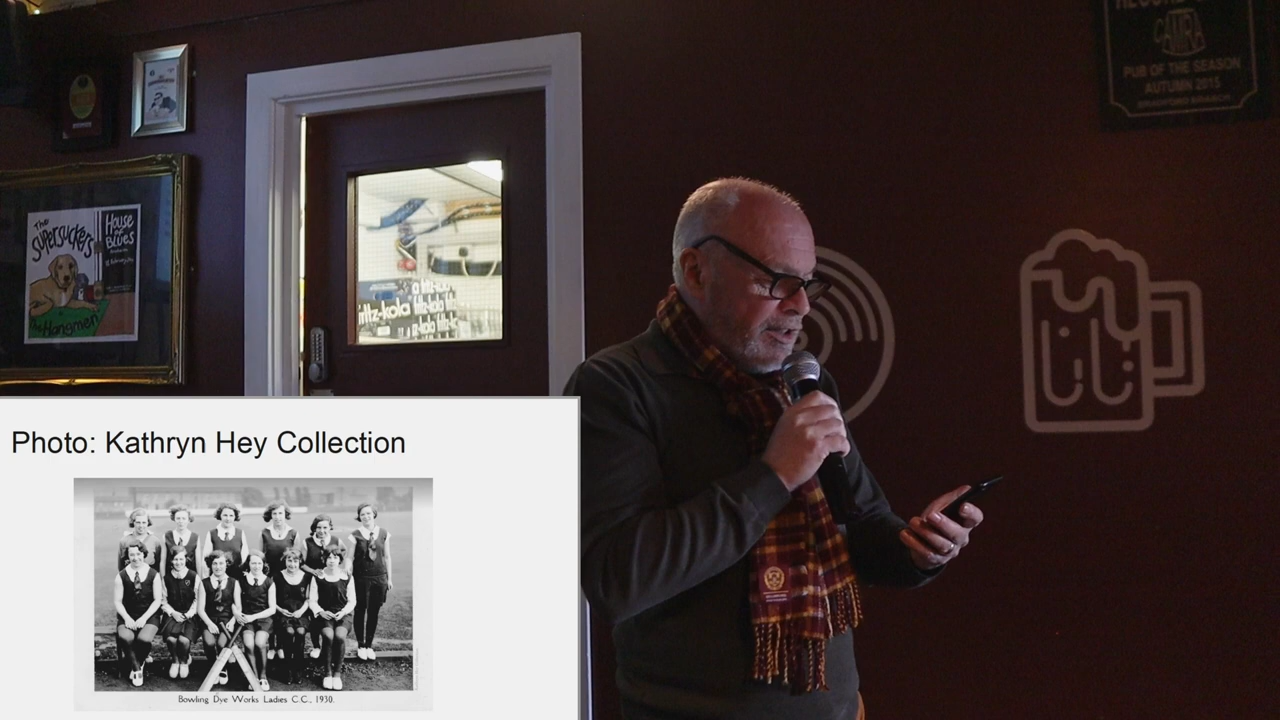 CAMRA
PUB OF THE SEASON
AUTUMN 2015
The
Supersuckers
House
of
Blues
Hangmen
fritz-kola
Photo: Kathryn Hey Collection
Bowling Dye Works Ladies C.C., 1930.